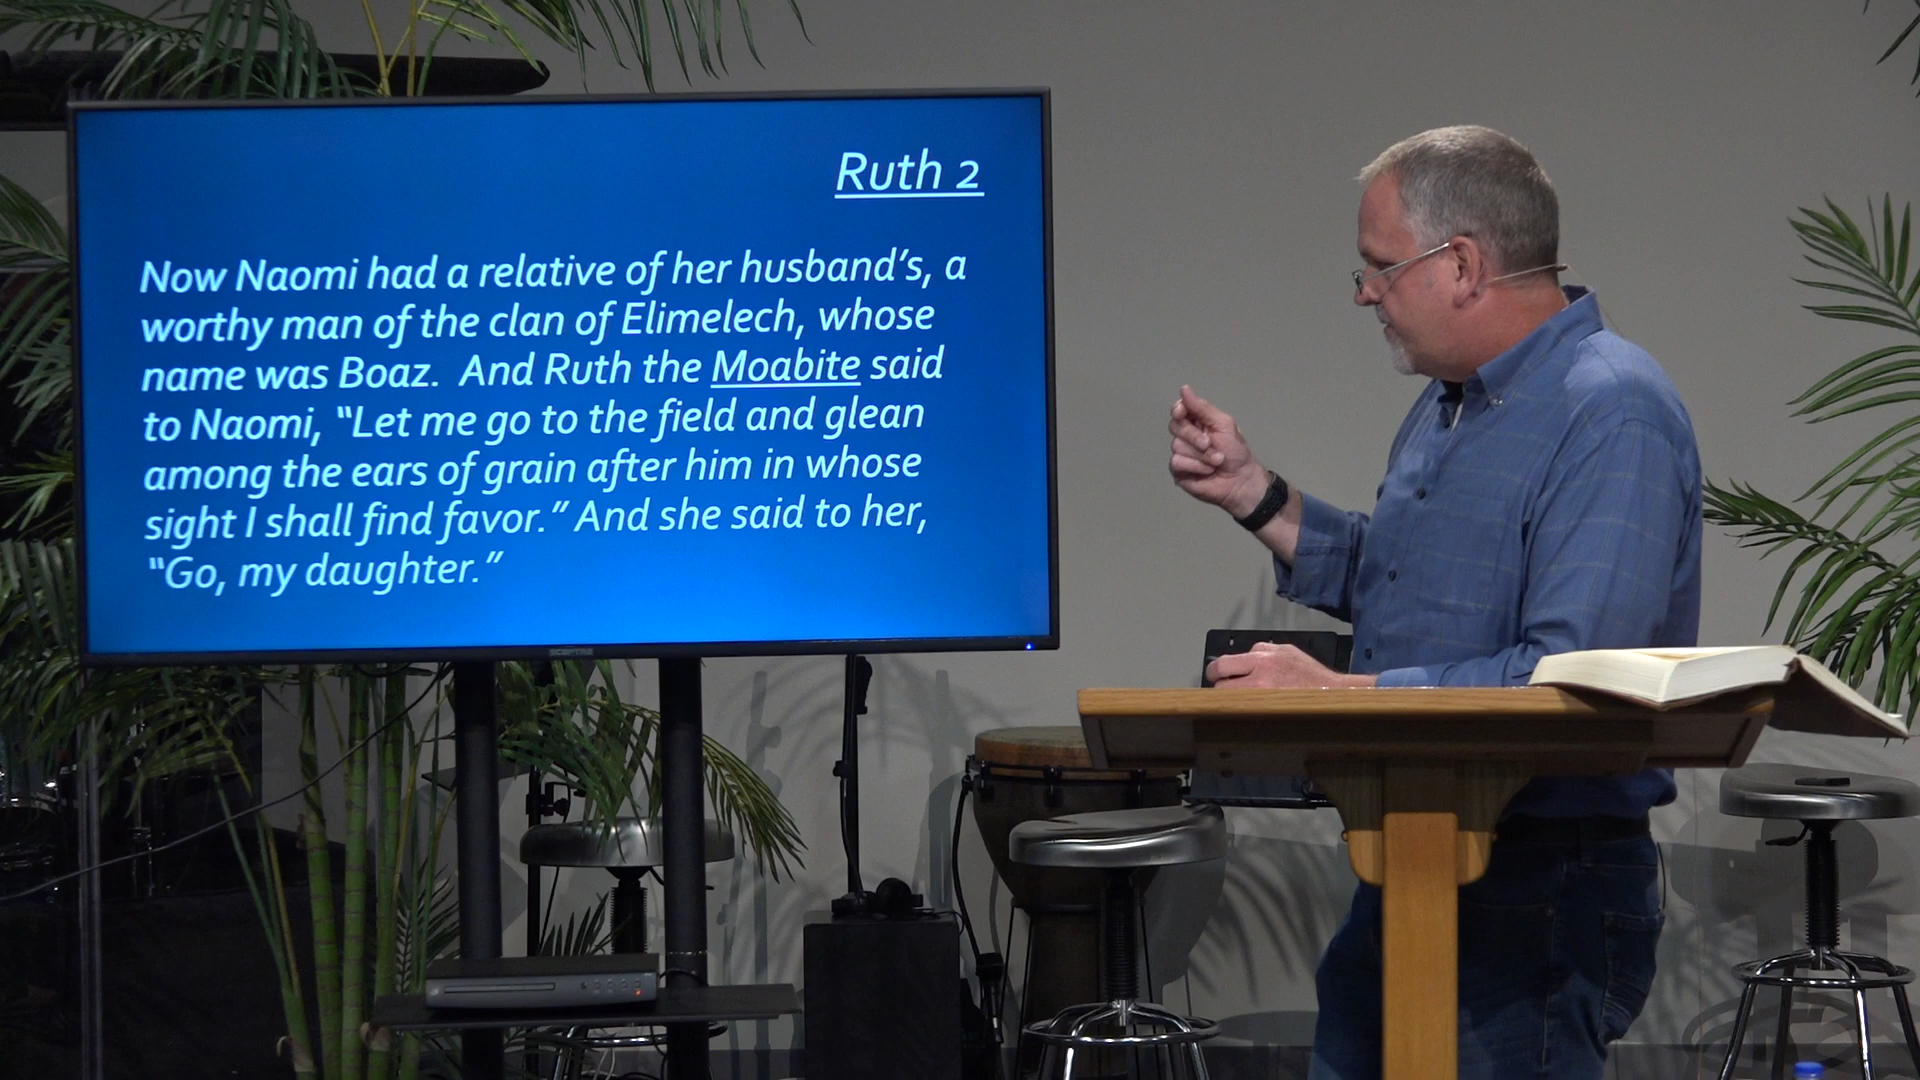 Ruth 2
Now Naomi had a relative of her husband's, a
worthy man of the clan of Elimelech, whose
name was Boaz.  And Ruth the Moabite said
to Naomi, “Let me go to the field and glean
among the ears of grain after him in whose
sight I shall find favor.” And she said to her,
“Go, my daughter.”
SCEPTRE